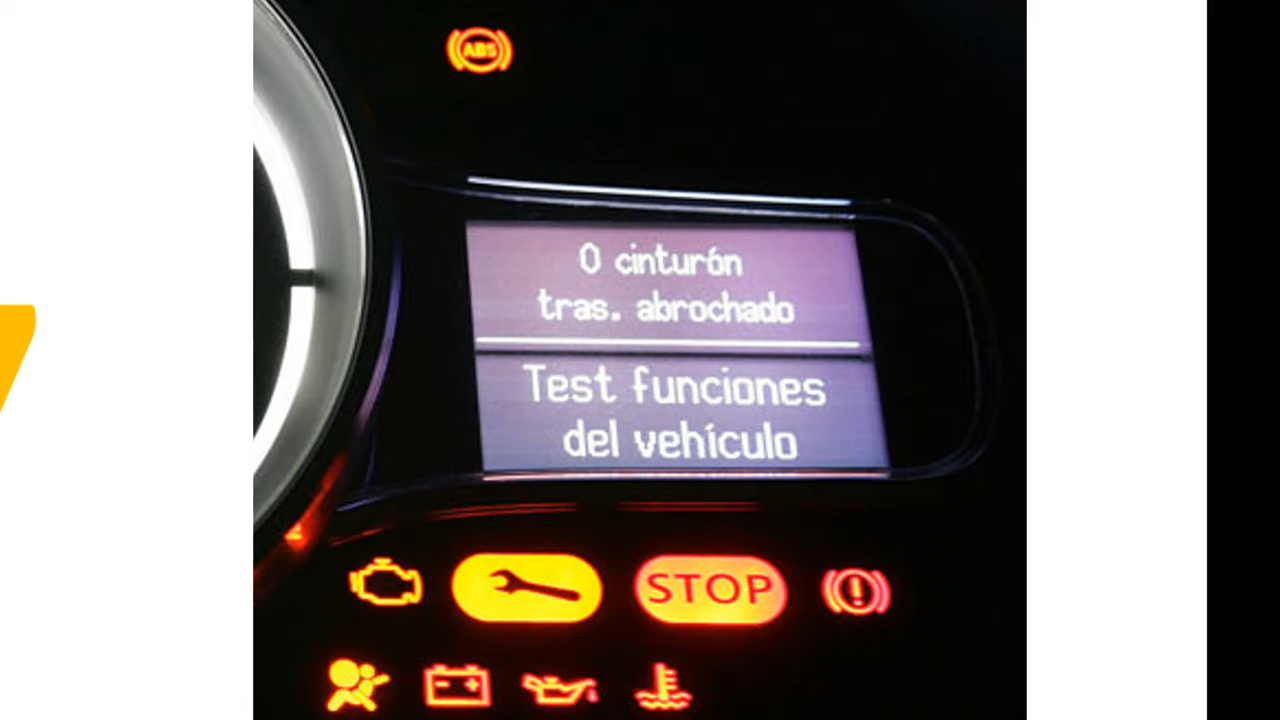 ABS
0 cinturón
tras. abrochado
Test funciones
del vehículo
STOP